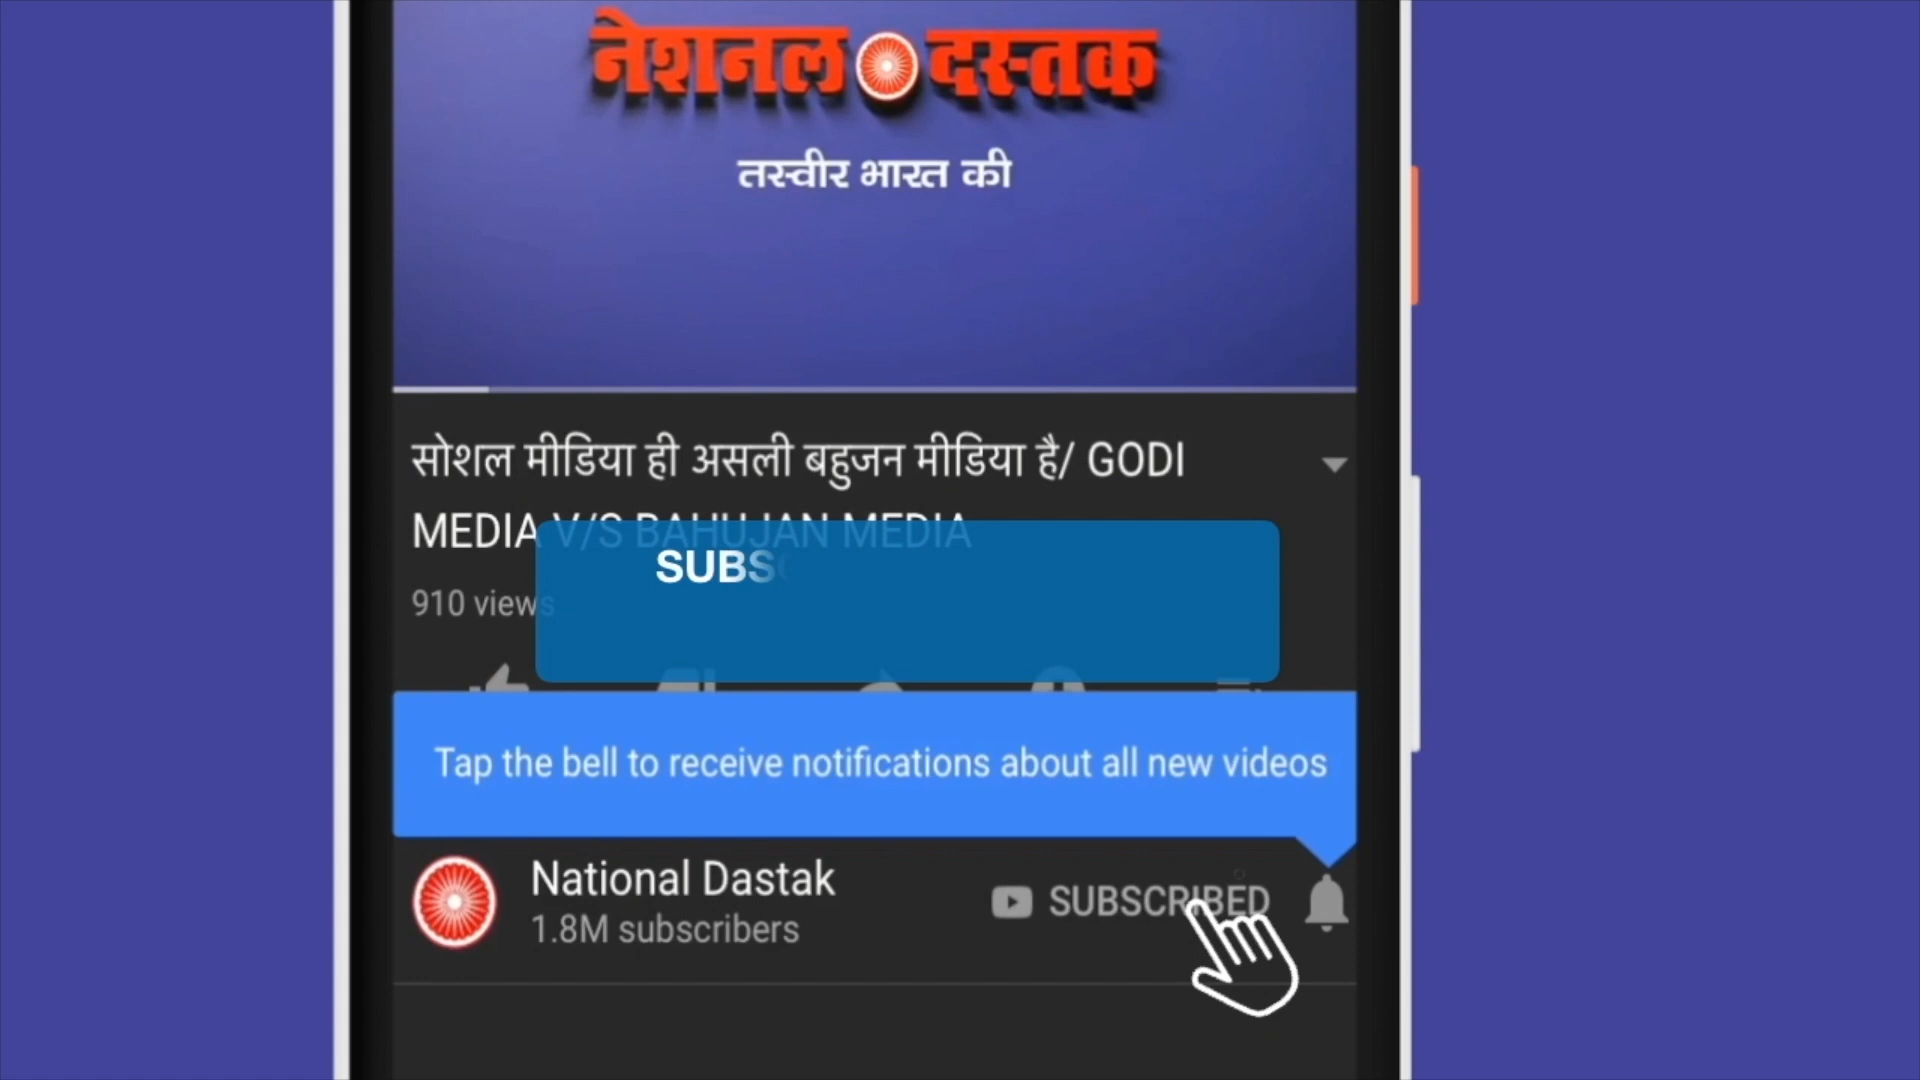 नेशनल दस्तक
तस्वीर भारत की
सोशल मीडिया ही असली बहुजन मीडिया है/ GODI
MEDIA V/S BAHUJAN MEDIA
SUBS
910 views
Tap the bell to receive notifications about all new videos
National Dastak
SUBSCRIBED
1.8M subscribers